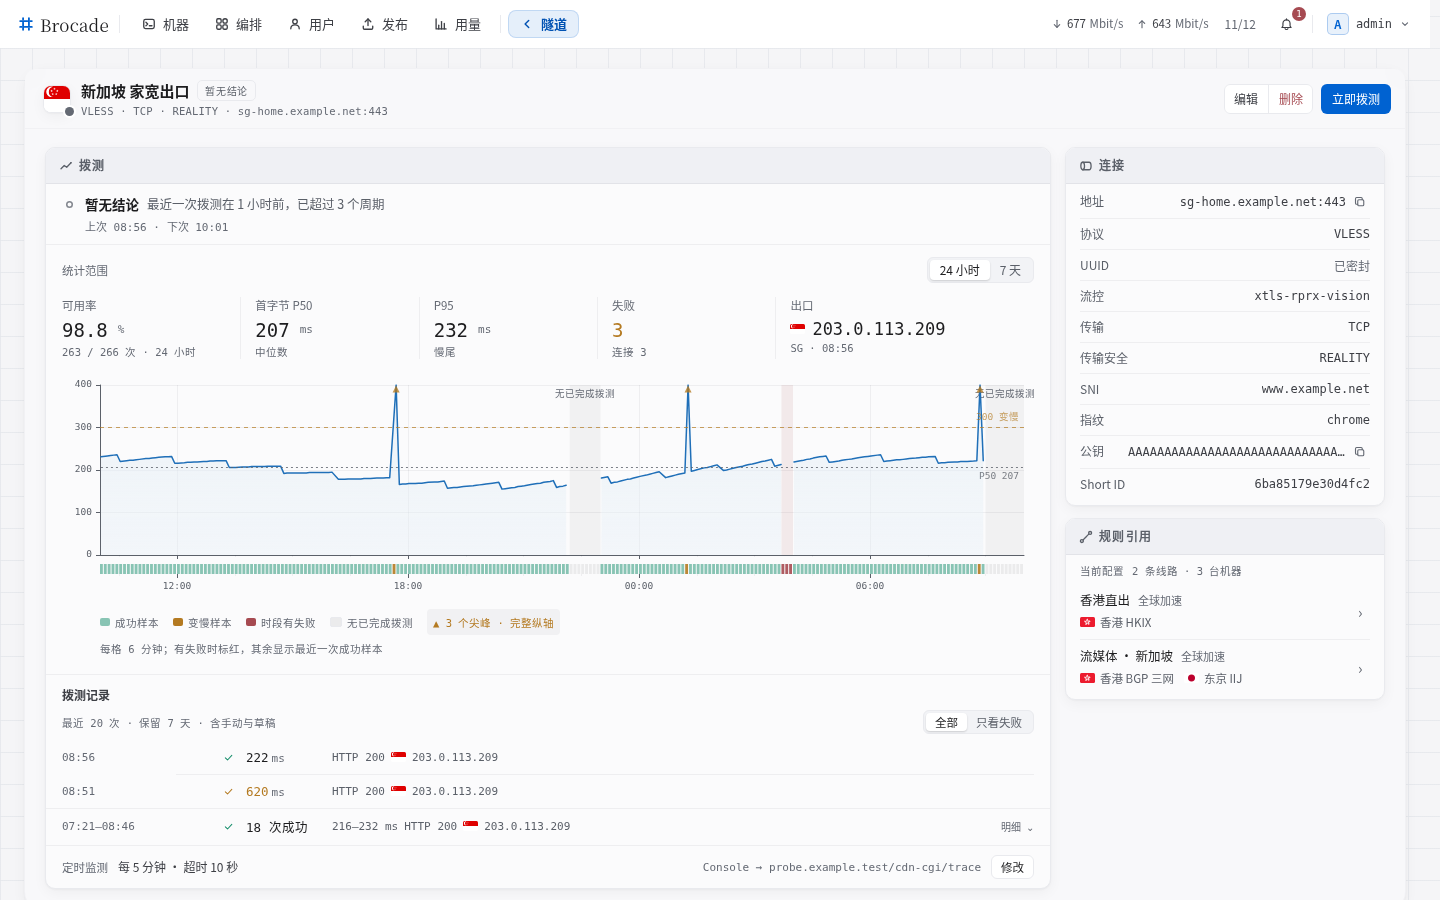 Brocade
机器
编排
用户
发布
用量
隧道
677 Mbit/s
643 Mbit/s
11/12
1
A
admin
新加坡 家宽出口
暂无结论
VLESS · TCP · REALITY · sg-home.example.net:443
编辑
删除
立即拨测
拨测
暂无结论 最近一次拨测在 1 小时前，已超过 3 个周期
上次 08:56 · 下次 10:01
统计范围
24 小时
7 天
可用率
98.8 %
263 / 266 次 · 24 小时
首字节 P50
207 ms
中位数
P95
232 ms
慢尾
失败
3
连接 3
出口
203.0.113.209
SG · 08:56
400
300
200
100
0
无已完成拨测
无已完成拨测
300 变慢
P50 207
12:00
18:00
00:00
06:00
成功样本
变慢样本
时段有失败
无已完成拨测
▲ 3 个尖峰 · 完整纵轴
每格 6 分钟；有失败时标红，其余显示最近一次成功样本
拨测记录
最近 20 次 · 保留 7 天 · 含手动与草稿
全部
只看失败
08:56 ✓ 222 ms HTTP 200 203.0.113.209
08:51 ✓ 620 ms HTTP 200 203.0.113.209
07:21—08:46 ✓ 18 次成功 216—232 ms HTTP 200 203.0.113.209 明细
定时监测 每 5 分钟 · 超时 10 秒
Console → probe.example.test/cdn-cgi/trace
修改
连接
地址 sg-home.example.net:443
协议 VLESS
UUID 已密封
流控 xtls-rprx-vision
传输 TCP
传输安全 REALITY
SNI www.example.net
指纹 chrome
公钥 AAAAAAAAAAAAAAAAAAAAAAAAAAAAAA…
Short ID 6ba85179e30d4fc2
规则引用
当前配置 2 条线路 · 3 台机器
香港直出 全球加速
香港 HKIX
流媒体 · 新加坡 全球加速
香港 BGP 三网 东京 IIJ